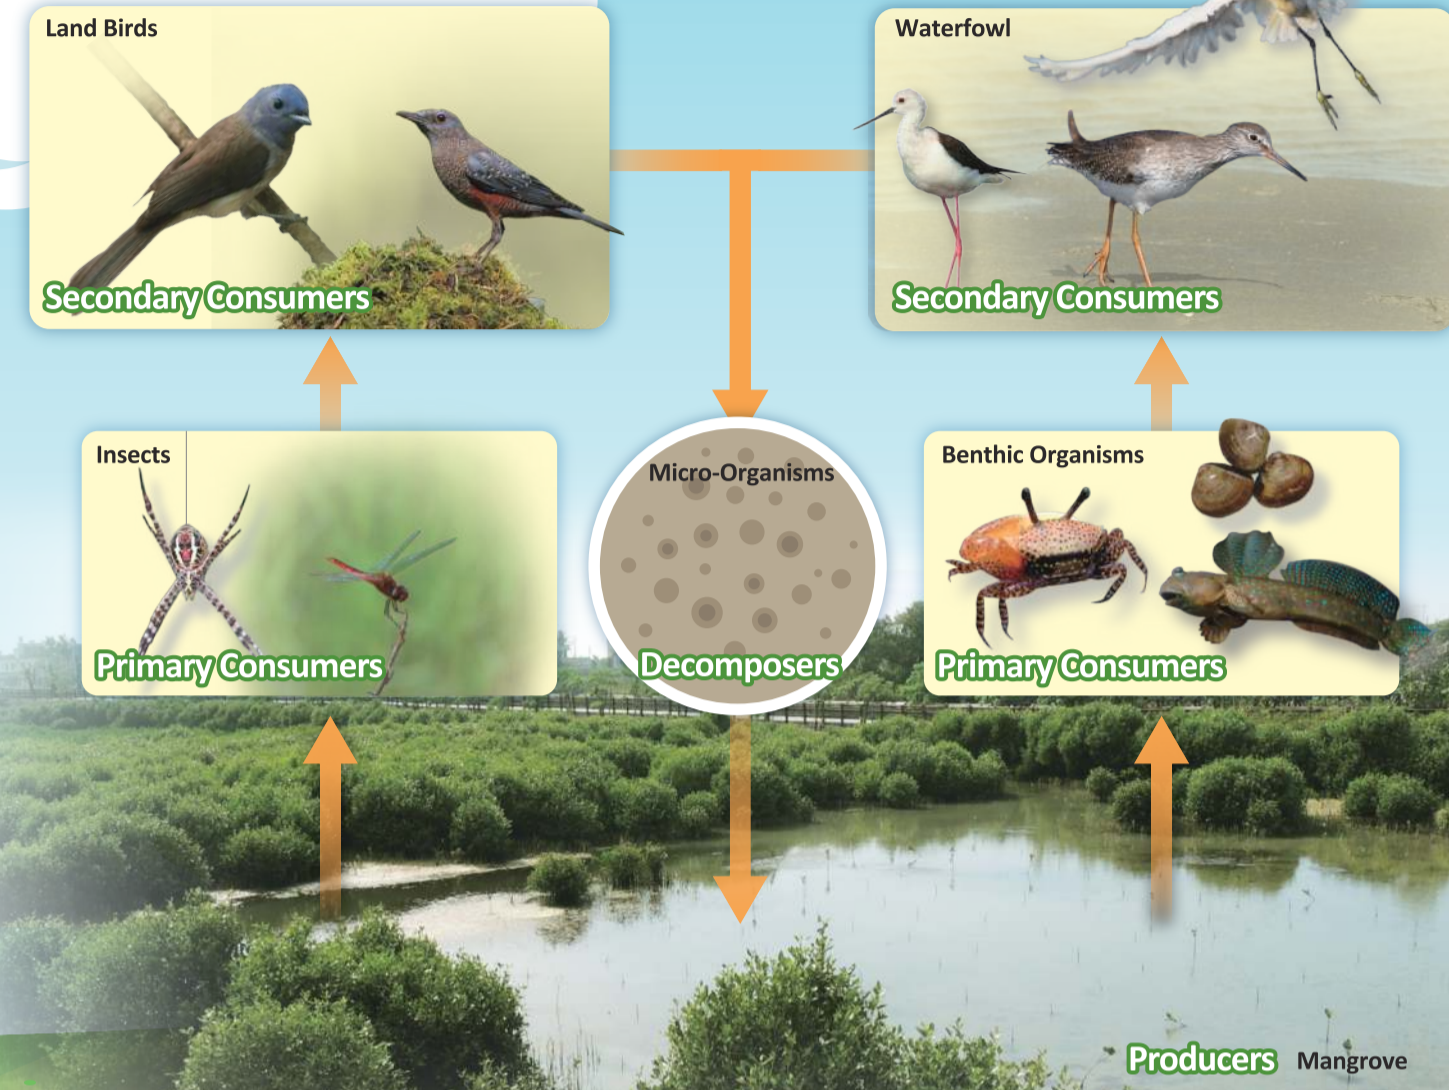 Land Birds
Secondary Consumers
Waterfowl
Secondary Consumers
Insects
Primary Consumers
Micro-Organisms
Decomposers
Benthic Organisms
Primary Consumers
Producers Mangrove